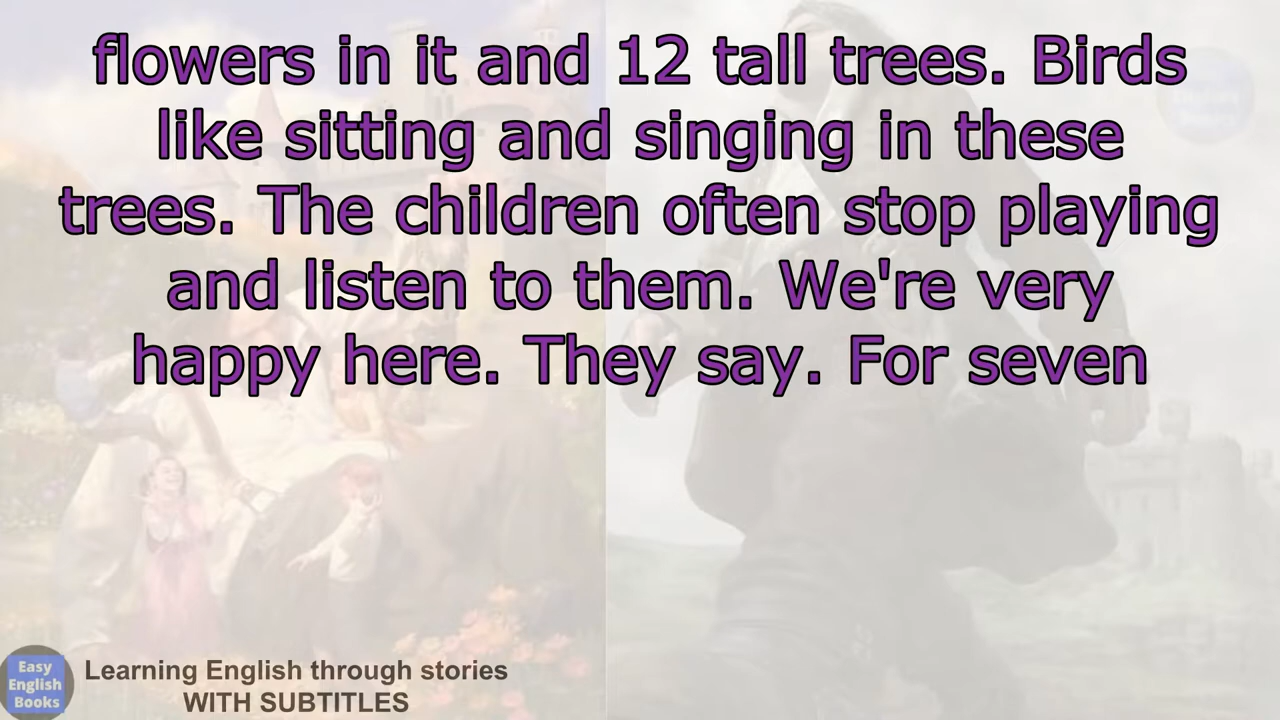 flowers in it and 12 tall trees. Birds
like sitting and singing in these
trees. The children often stop playing
and listen to them. We're very
happy here. They say. For seven
Easy
English
Books
Learning English through stories
WITH SUBTITLES